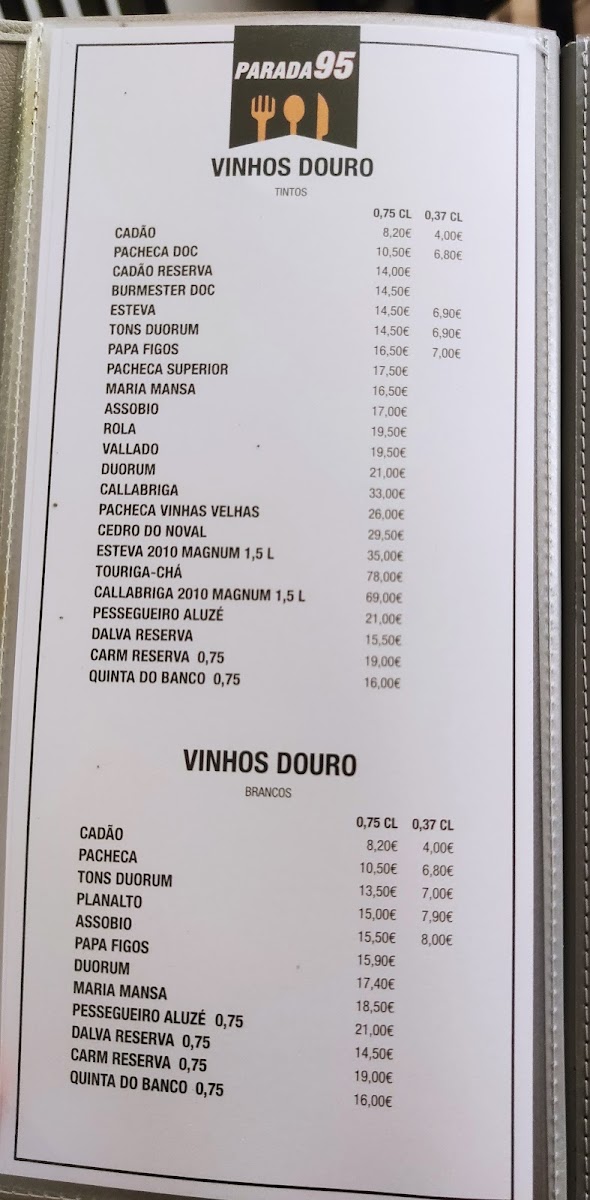 PARADA95
VINHOS DOURO
TINTOS
0,75 CL 0,37 CL
CADÃO 8,20€ 4,00€
PACHECA DOC 10,50€ 6,80€
CADÃO RESERVA 14,00€
BURMESTER DOC 14,50€
ESTEVA 14,50€ 6,90€
TONS DUORUM 14,50€ 6,90€
PAPA FIGOS 16,50€ 7,00€
PACHECA SUPERIOR 17,50€
MARIA MANSA 16,50€
ASSOBIO 17,00€
ROLA 19,50€
VALLADO 19,50€
DUORUM 21,00€
CALLABRIGA 33,00€
PACHECA VINHAS VELHAS 26,00€
CEDRO DO NOVAL 29,50€
ESTEVA 2010 MAGNUM 1,5 L 35,00€
TOURIGA-CHÁ 78,00€
CALLABRIGA 2010 MAGNUM 1,5 L 69,00€
PESSEGUEIRO ALUZÉ 21,00€
DALVA RESERVA 15,50€
CARM RESERVA 0,75 19,00€
QUINTA DO BANCO 0,75 16,00€
VINHOS DOURO
BRANCOS
0,75 CL 0,37 CL
CADÃO 8,20€ 4,00€
PACHECA 10,50€ 6,80€
TONS DUORUM 13,50€ 7,00€
PLANALTO 15,00€ 7,90€
ASSOBIO 15,50€ 8,00€
PAPA FIGOS 15,90€
DUORUM 17,40€
MARIA MANSA 18,50€
PESSEGUEIRO ALUZÉ 0,75 21,00€
DALVA RESERVA 0,75 14,50€
CARM RESERVA 0,75 19,00€
QUINTA DO BANCO 0,75 16,00€